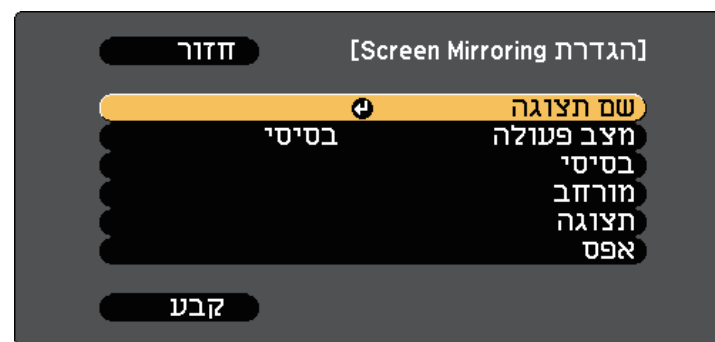 [הגדרת Screen Mirroring] חזור
שם תצוגה
מצב פעולה בסיסי
בסיסי
מורחב
תצוגה
אפס
קבע